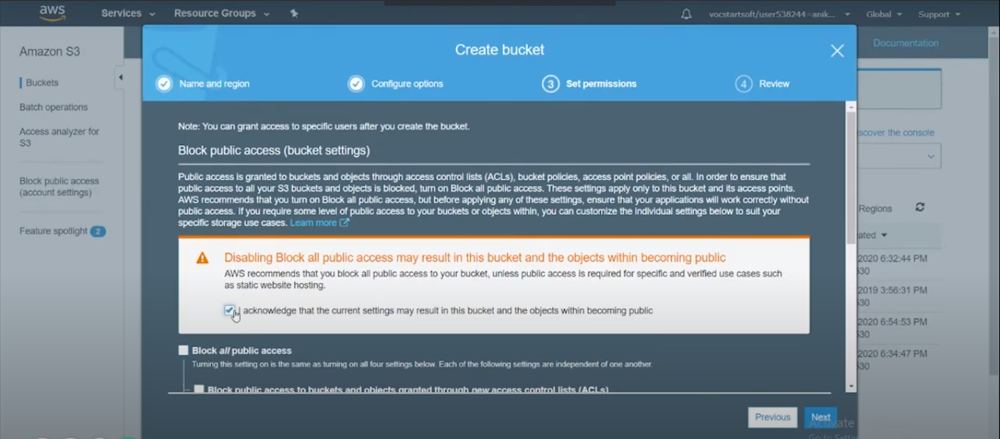 aws
Services
Resource Groups
vocstartsoft/user538244=anik...
Global
Support
Amazon S3
Buckets
Batch operations
Access analyzer for
S3
Block public access
(account settings)
Feature spotlight 2
Documentation
Create bucket
Name and region
Configure options
3 Set permissions
4 Review
Note: You can grant access to specific users after you create the bucket.
Block public access (bucket settings)
Public access is granted to buckets and objects through access control lists (ACLs), bucket policies, access point policies, or all. In order to ensure that
public access to all your S3 buckets and objects is blocked, turn on Block all public access. These settings apply only to this bucket and its access points.
AWS recommends that you turn on Block all public access, but before applying any of these settings, ensure that your applications will work correctly without
public access. If you require some level of public access to your buckets or objects within, you can customize the individual settings below to suit your
specific storage use cases. Learn more
Disabling Block all public access may result in this bucket and the objects within becoming public
AWS recommends that you block all public access to your bucket, unless public access is required for specific and verified use cases such
as static website hosting.
I acknowledge that the current settings may result in this bucket and the objects within becoming public
Block all public access
Turning this setting on is the same as turning on all four settings below. Each of the following settings are independent of one another.
Block public access to buckets and objects granted through new access control lists (ACLs)
Previous
Next
scover the console
Regions
ated
2020 6:32:44 PM
530
2019 3:56:31 PM
530
2020 6:54:53 PM
530
2020 6:34:47 PM
530
Activate
Go to Settin